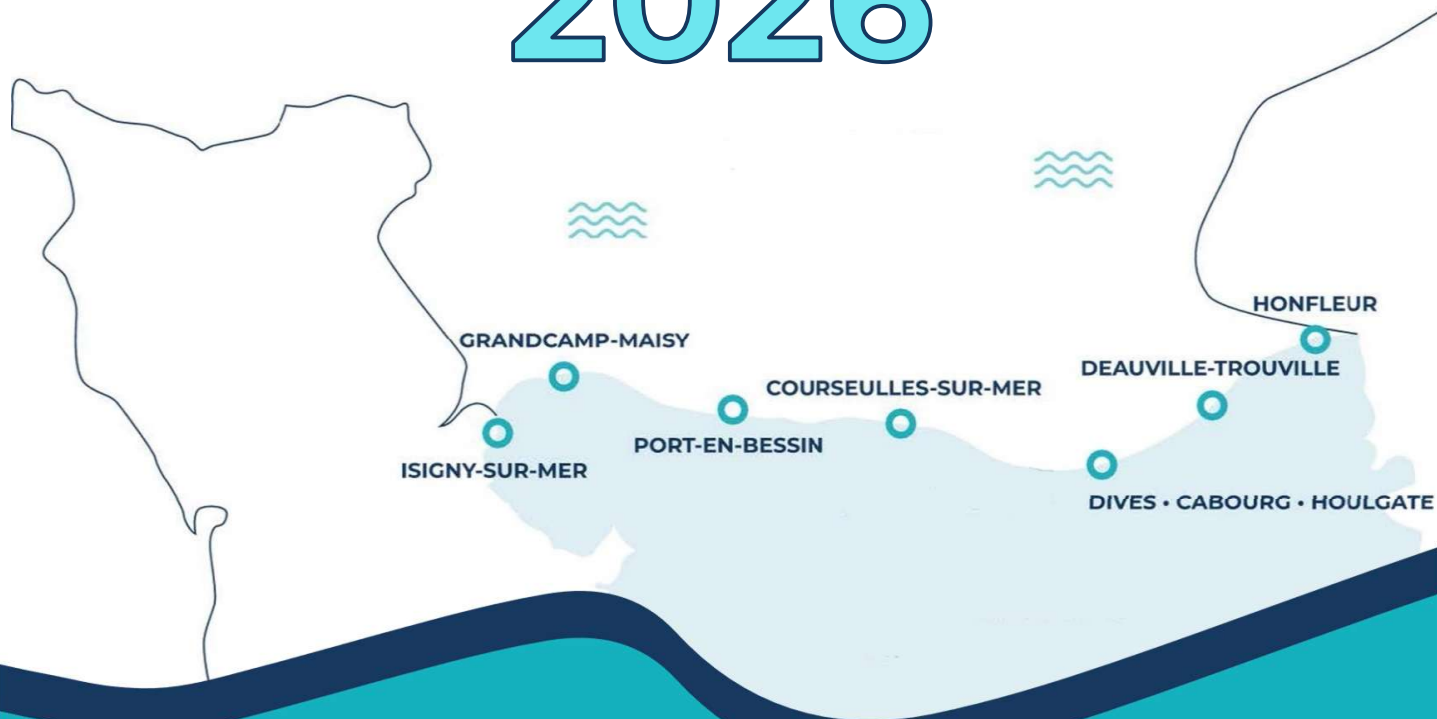 2026
HONFLEUR
GRANDCAMP-MAISY
DEAUVILLE-TROUVILLE
COURSEULLES-SUR-MER
PORT-EN-BESSIN
ISIGNY-SUR-MER
DIVES • CABOURG • HOULGATE